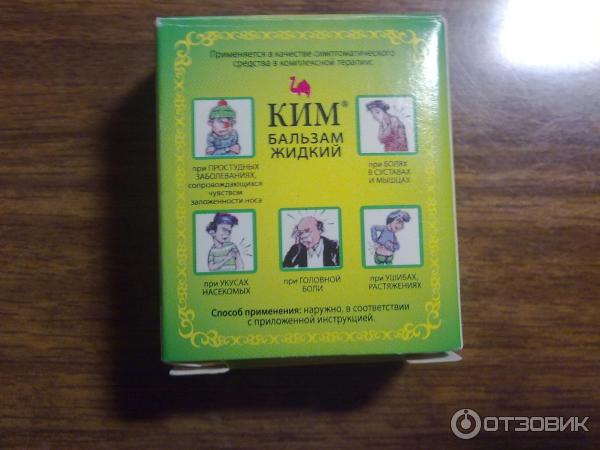 Применяется в качестве симптоматического
средства в комплексной терапии:
КИМ®
БАЛЬЗАМ
ЖИДКИЙ
при ПРОСТУДНЫХ
ЗАБОЛЕВАНИЯХ,
сопровождающихся
чувством
заложенности носа
при БОЛЯХ
В СУСТАВАХ
И МЫШЦАХ
при УКУСАХ
НАСЕКОМЫХ
при ГОЛОВНОЙ
БОЛИ
при УШИБАХ,
РАСТЯЖЕНИЯХ
Способ применения: наружно, в соответствии
с приложенной инструкцией.
ОТЗОВИК